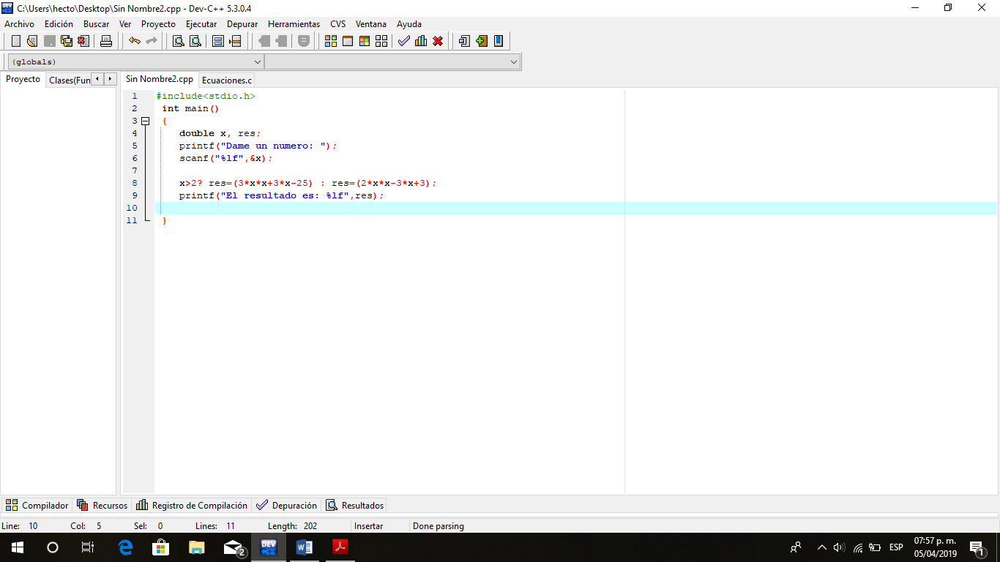 C:\Users\hecto\Desktop\Sin Nombre2.cpp - Dev-C++ 5.3.0.4
Archivo Edición Buscar Ver Proyecto Ejecutar Depurar Herramientas CVS Ventana Ayuda
(globals)
Proyecto Clases(Fun Sin Nombre2.cpp Ecuaciones.c
1 #include<stdio.h>
2 int main()
3 {
4 double x, res;
5 printf("Dame un numero: ");
6 scanf("%lf",&x);
7
8 x>2? res=(3*x*x+3*x-25) : res=(2*x*x-3*x+3);
9 printf("El resultado es: %lf",res);
10
11 }
Compilador Recursos Registro de Compilación Depuración Resultados
Line: 10 Col: 5 Sel: 0 Lines: 11 Length: 202 Insertar Done parsing
2 DEV W ESP 07:57 p. m. 1
05/04/2019